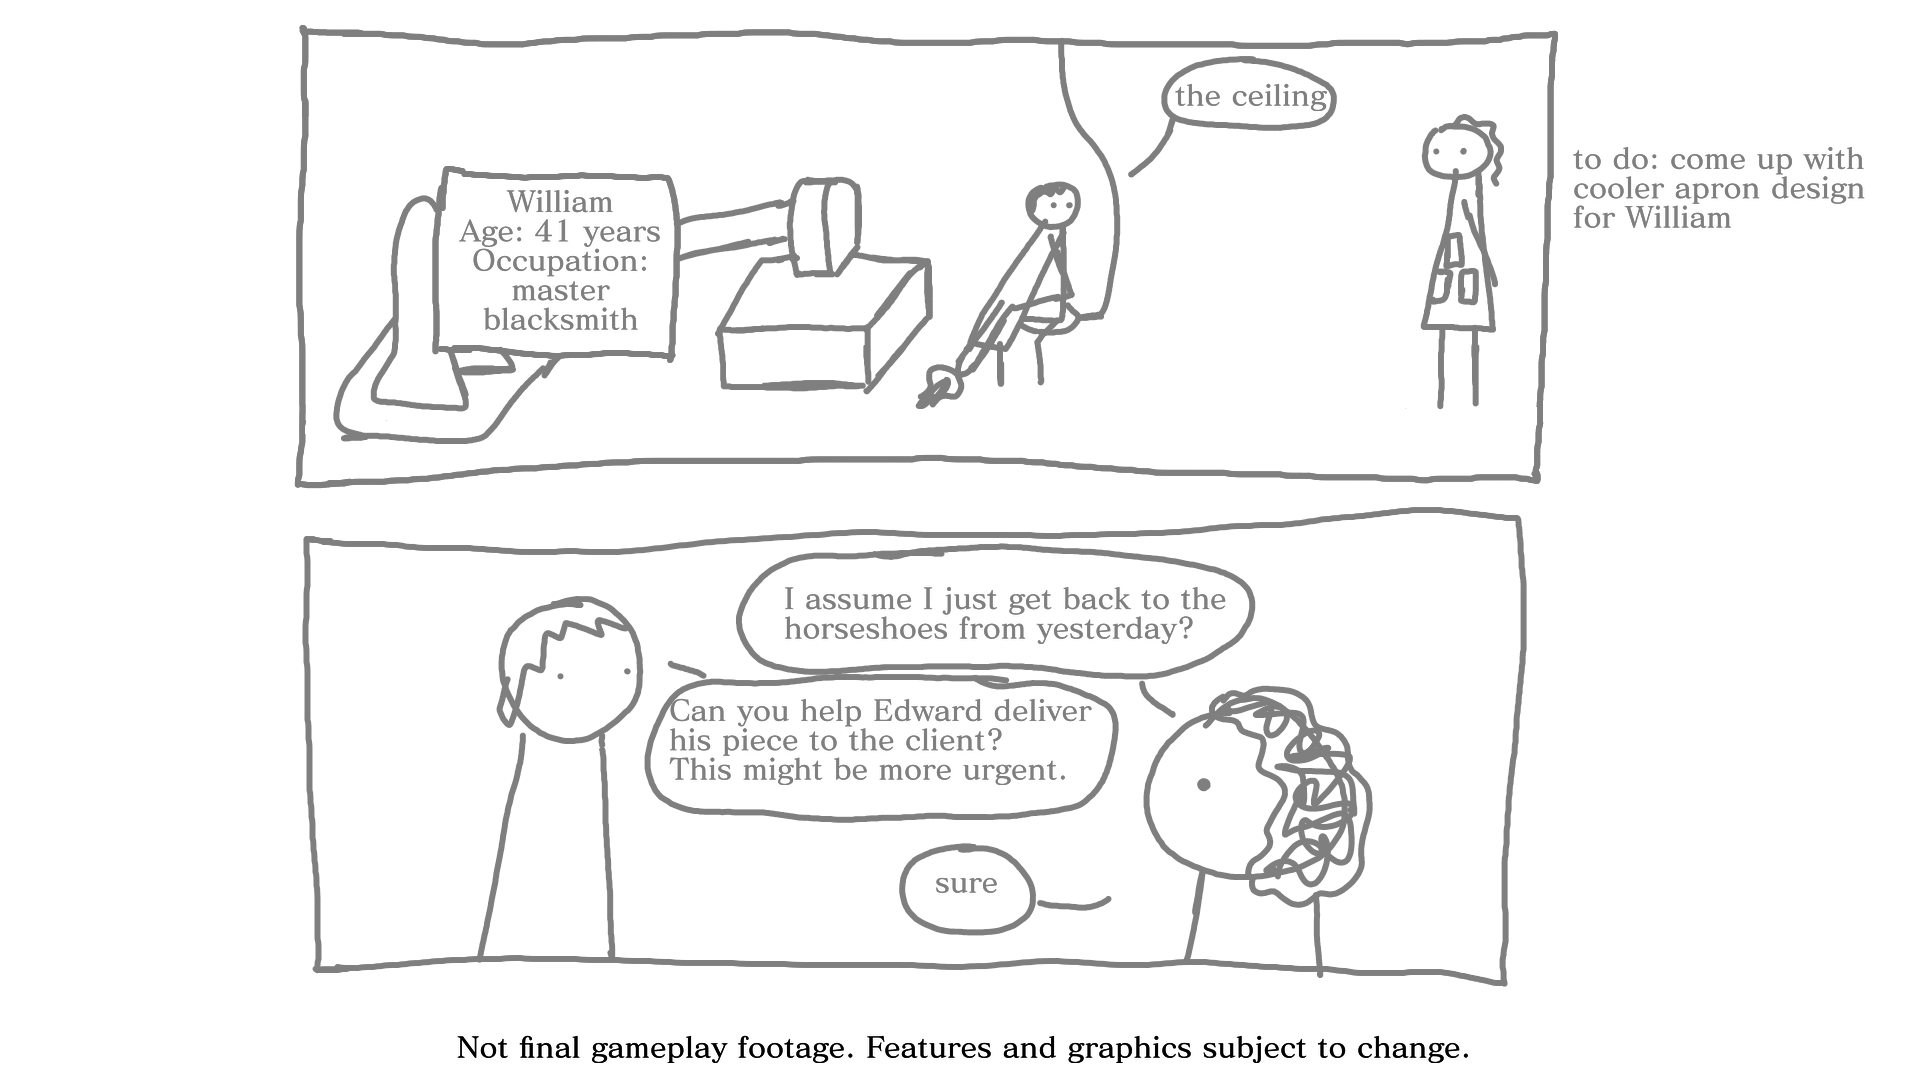 the ceiling
William
Age: 41 years
Occupation:
master
blacksmith
to do: come up with
cooler apron design
for William
I assume I just get back to the
horseshoes from yesterday?
Can you help Edward deliver
his piece to the client?
This might be more urgent.
sure
Not final gameplay footage. Features and graphics subject to change.